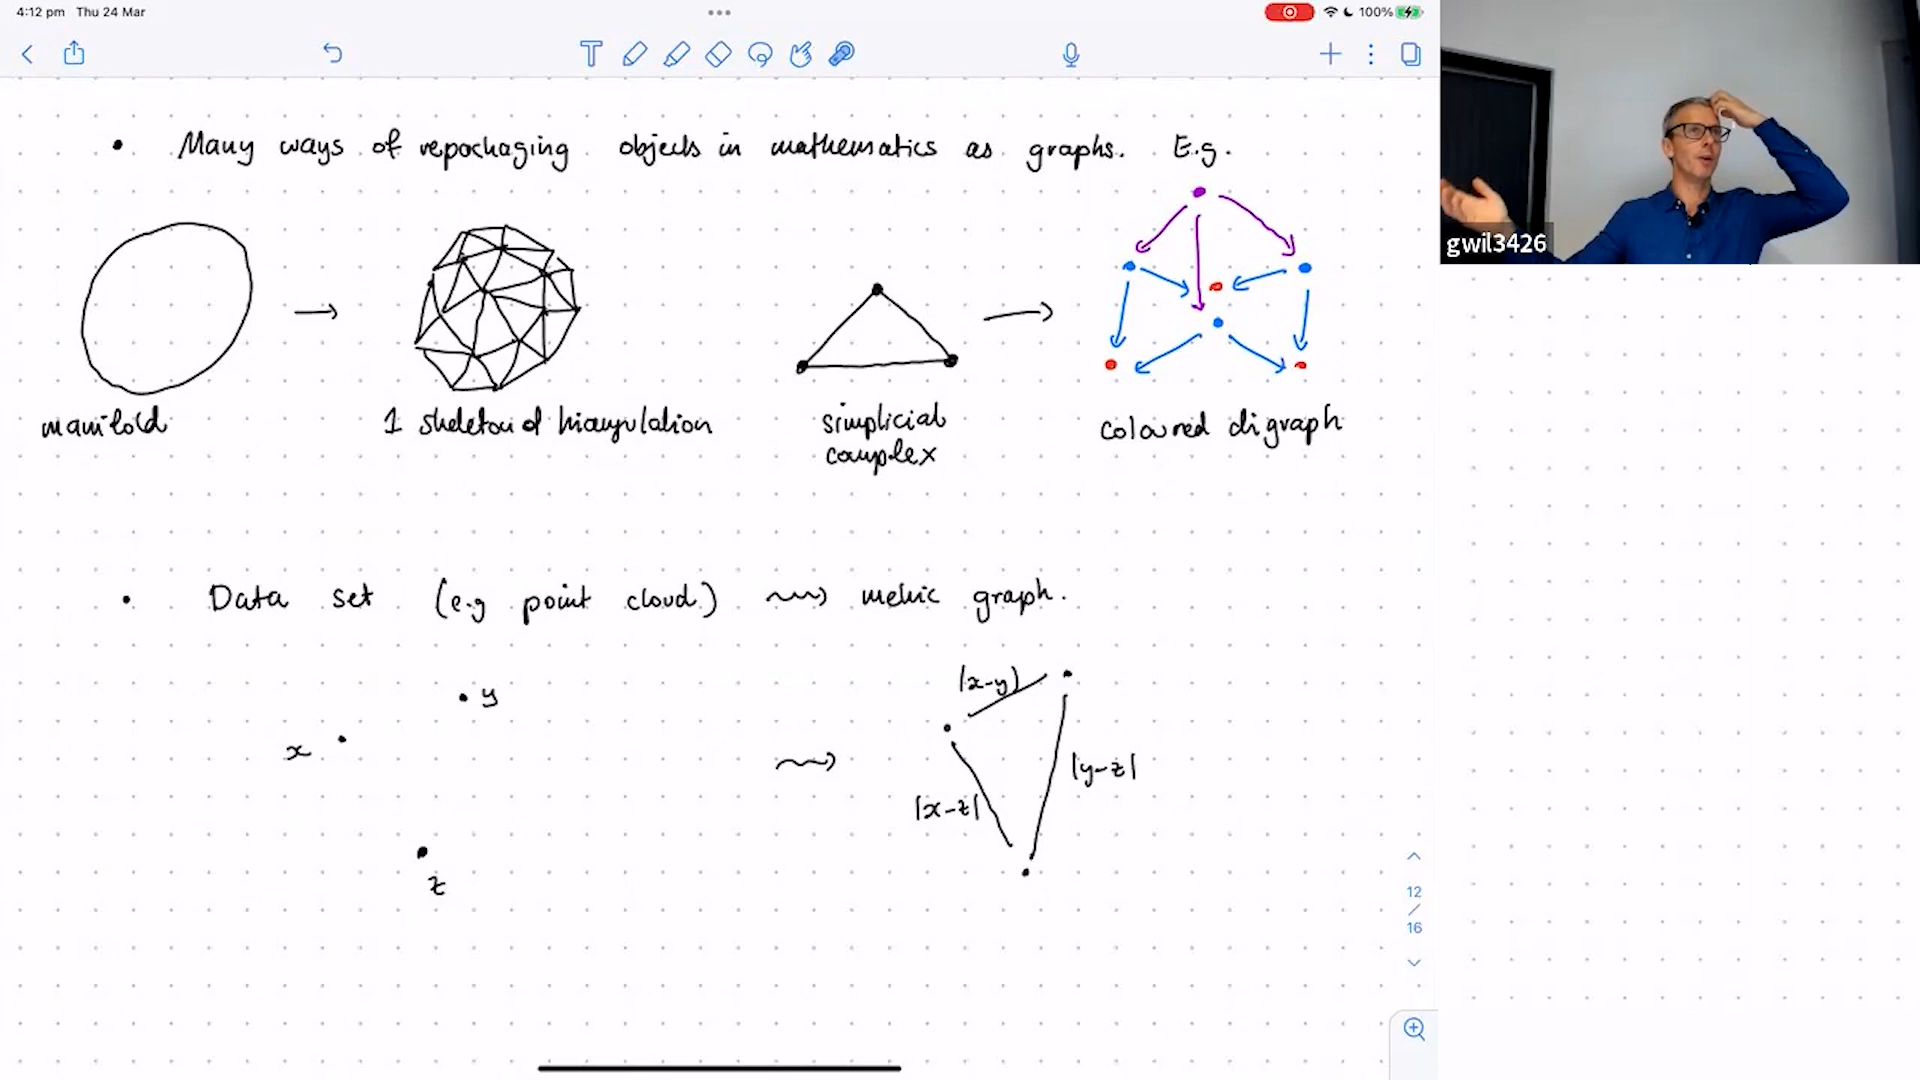 4:12 pm Thu 24 Mar
100%
• Many ways of repackaging objects in mathematics as graphs. E.g.
gwil3426
manifold
1 skeleton of triangulation
simplicial
complex
coloured digraph
• Data set (e.g point cloud) ⇝ metric graph.
y
x
z
|x-y|
|y-z|
|x-z|
12
/
16